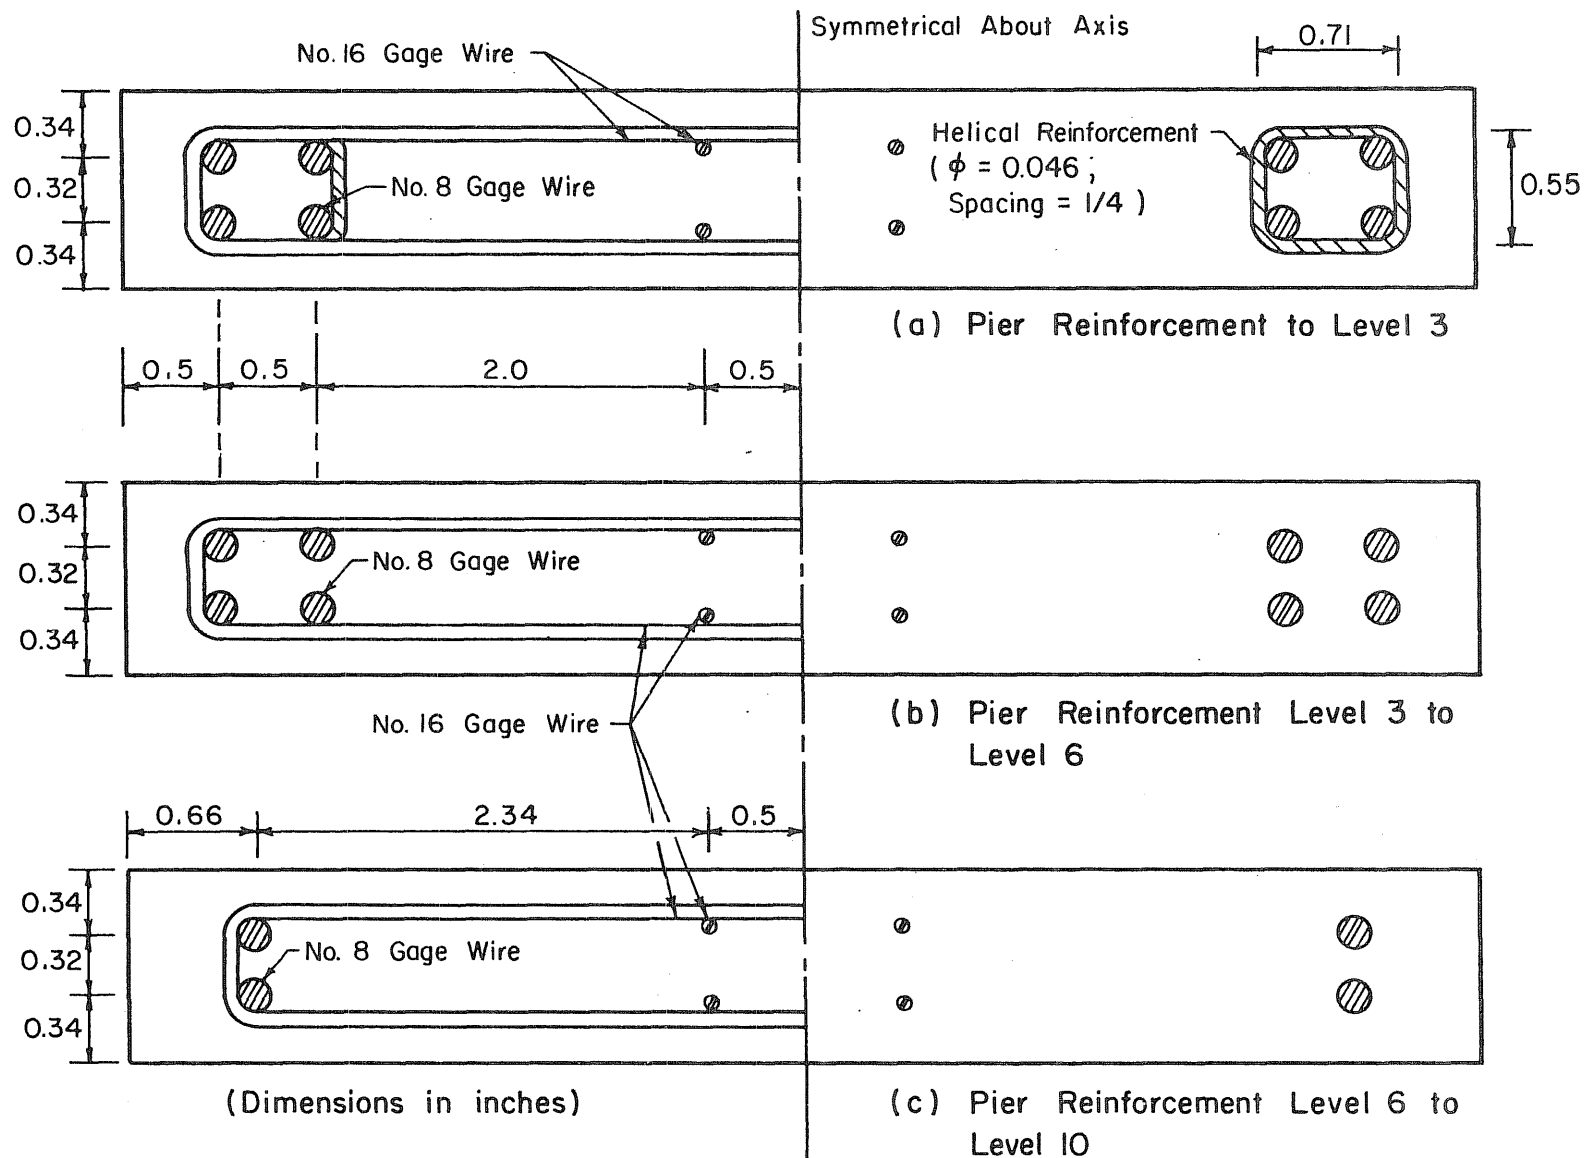 Symmetrical About Axis
No. 16 Gage Wire
0.71
0.34
0.32
0.34
No. 8 Gage Wire
Helical Reinforcement
( ϕ = 0.046 ;
Spacing = 1/4 )
0.55
(a) Pier Reinforcement to Level 3
0.5
0.5
2.0
0.5
0.34
0.32
0.34
No. 8 Gage Wire
No. 16 Gage Wire
(b) Pier Reinforcement Level 3 to
Level 6
0.66
2.34
0.5
0.34
0.32
0.34
No. 8 Gage Wire
(Dimensions in inches)
(c) Pier Reinforcement Level 6 to
Level 10